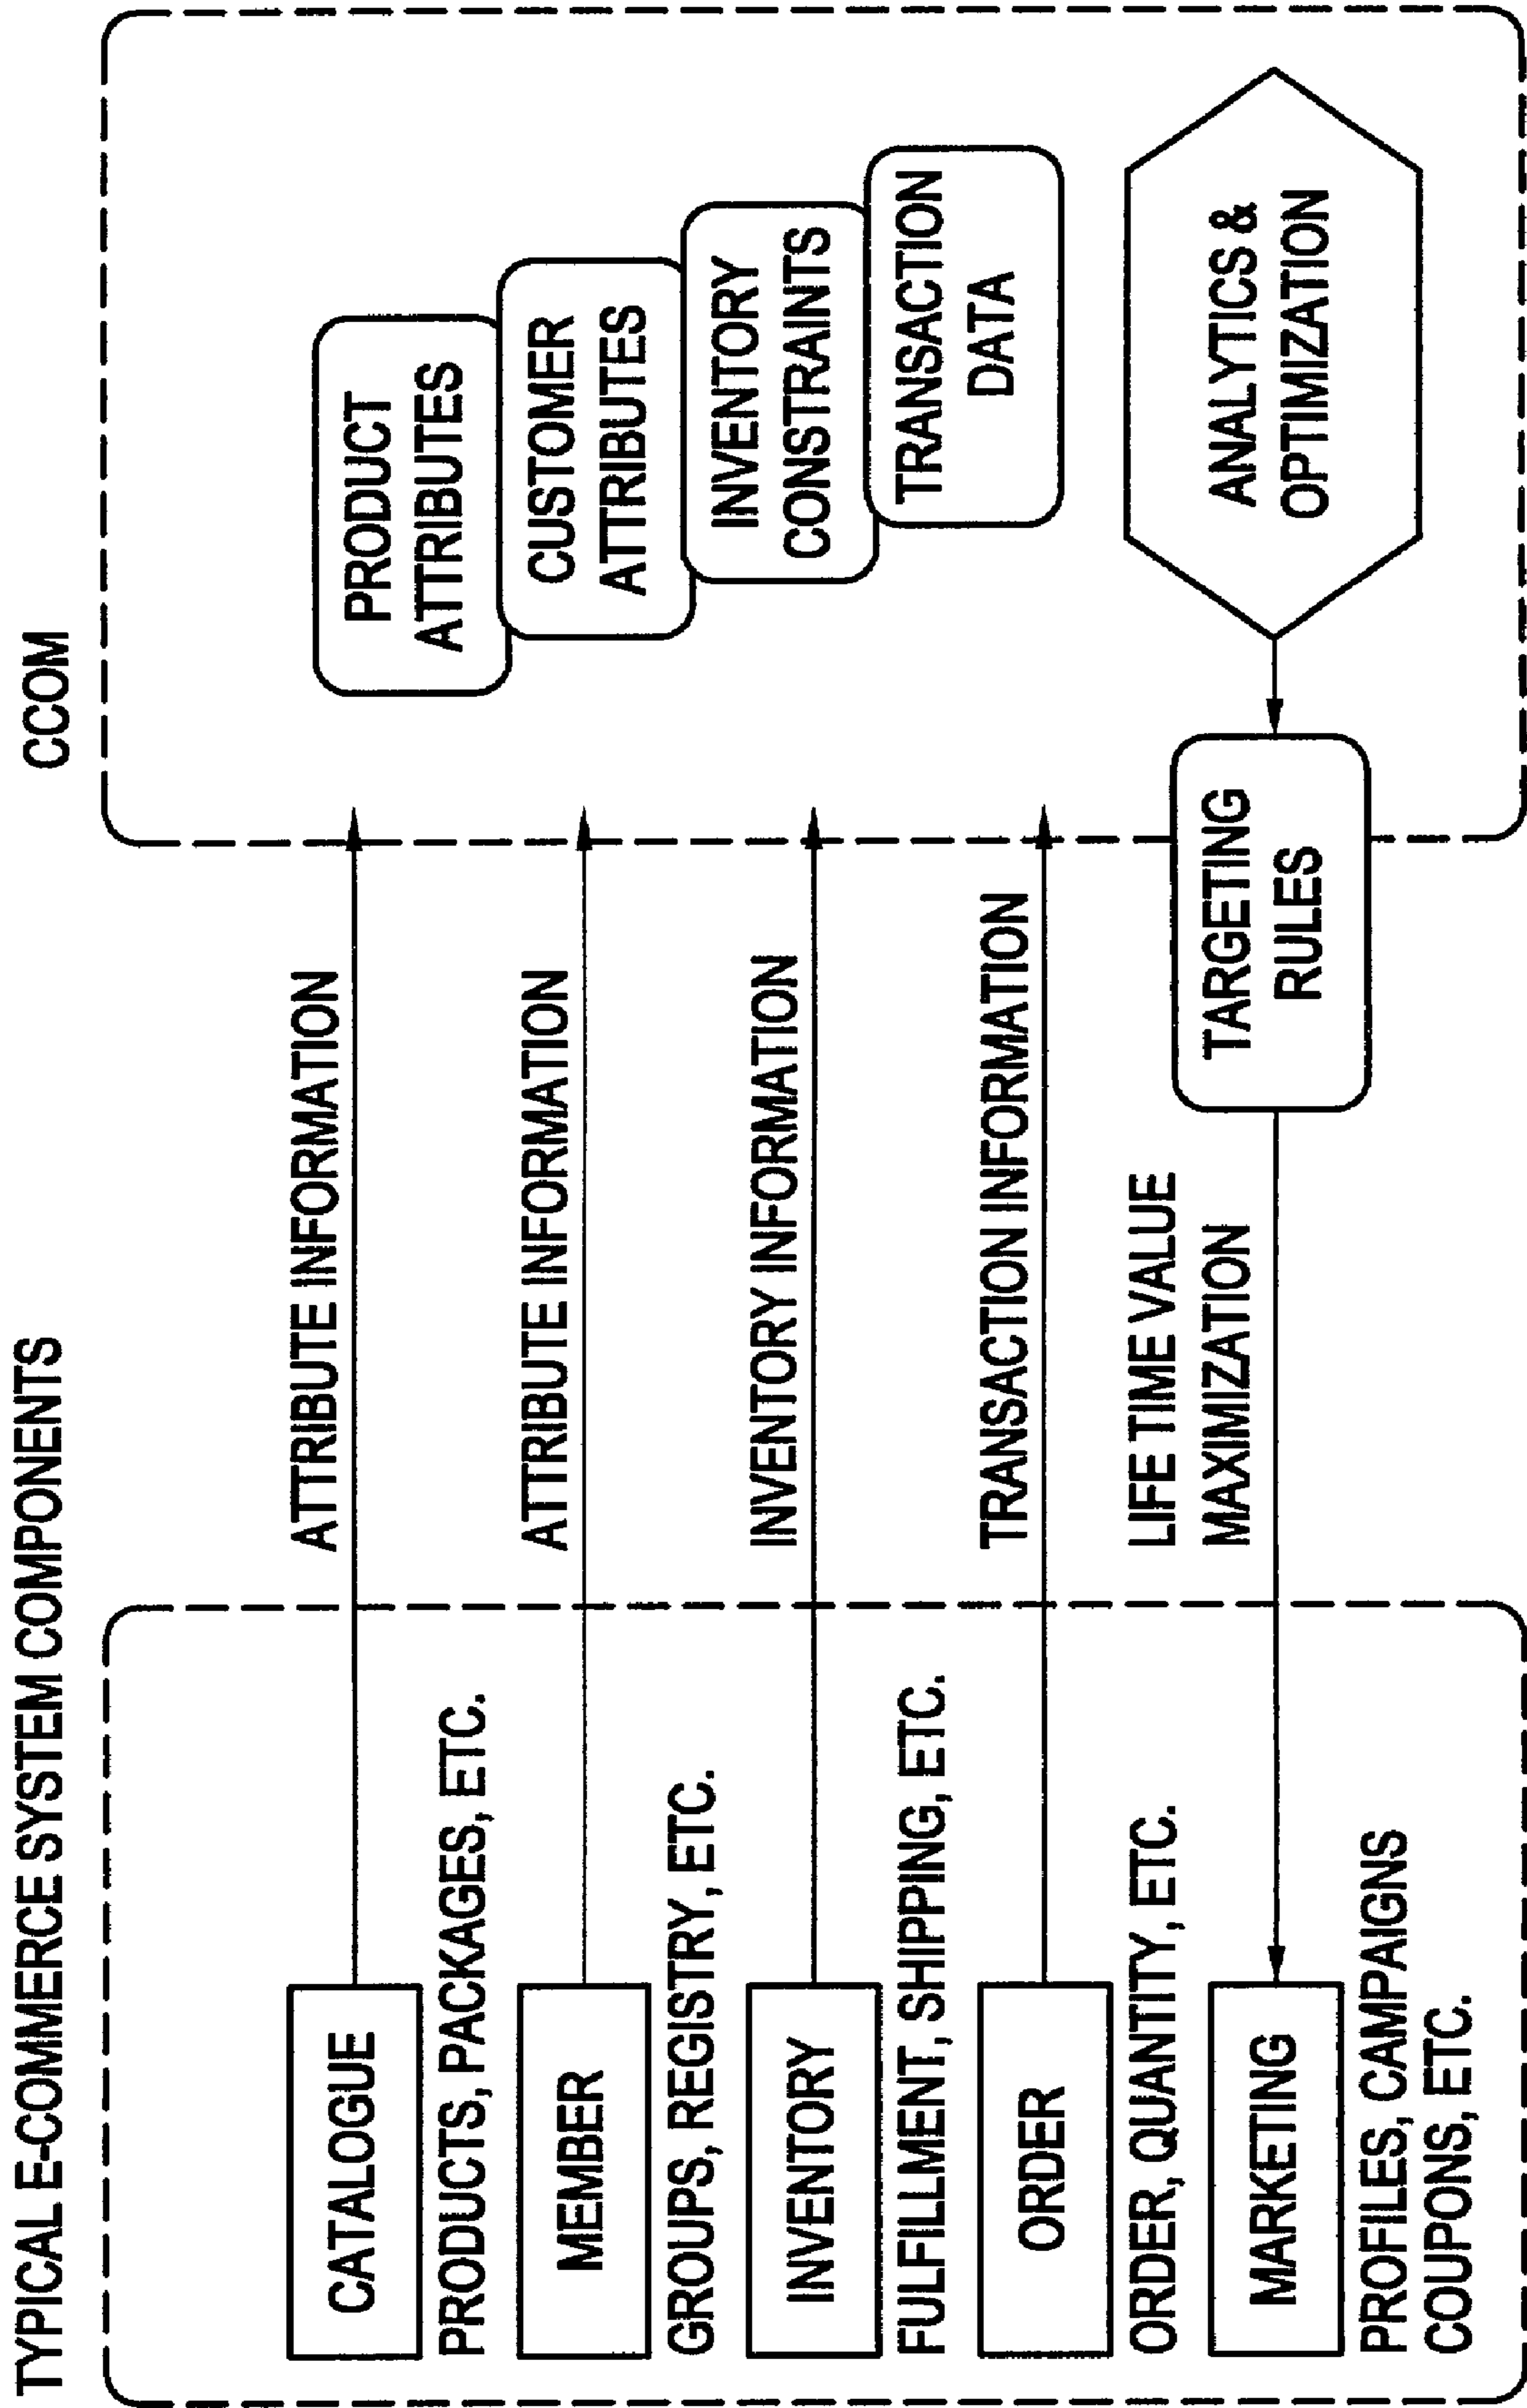 TYPICAL E-COMMERCE SYSTEM COMPONENTS
CCOM
CATALOGUE
PRODUCTS, PACKAGES, ETC.
MEMBER
GROUPS, REGISTRY, ETC.
INVENTORY
FULFILLMENT, SHIPPING, ETC.
ORDER
ORDER, QUANTITY, ETC.
MARKETING
PROFILES, CAMPAIGNS
COUPONS, ETC.
ATTRIBUTE INFORMATION
ATTRIBUTE INFORMATION
INVENTORY INFORMATION
TRANSACTION INFORMATION
LIFE TIME VALUE
MAXIMIZATION
TARGETING
RULES
PRODUCT
ATTRIBUTES
CUSTOMER
ATTRIBUTES
INVENTORY
CONSTRAINTS
TRANSACTION
DATA
ANALYTICS &
OPTIMIZATION